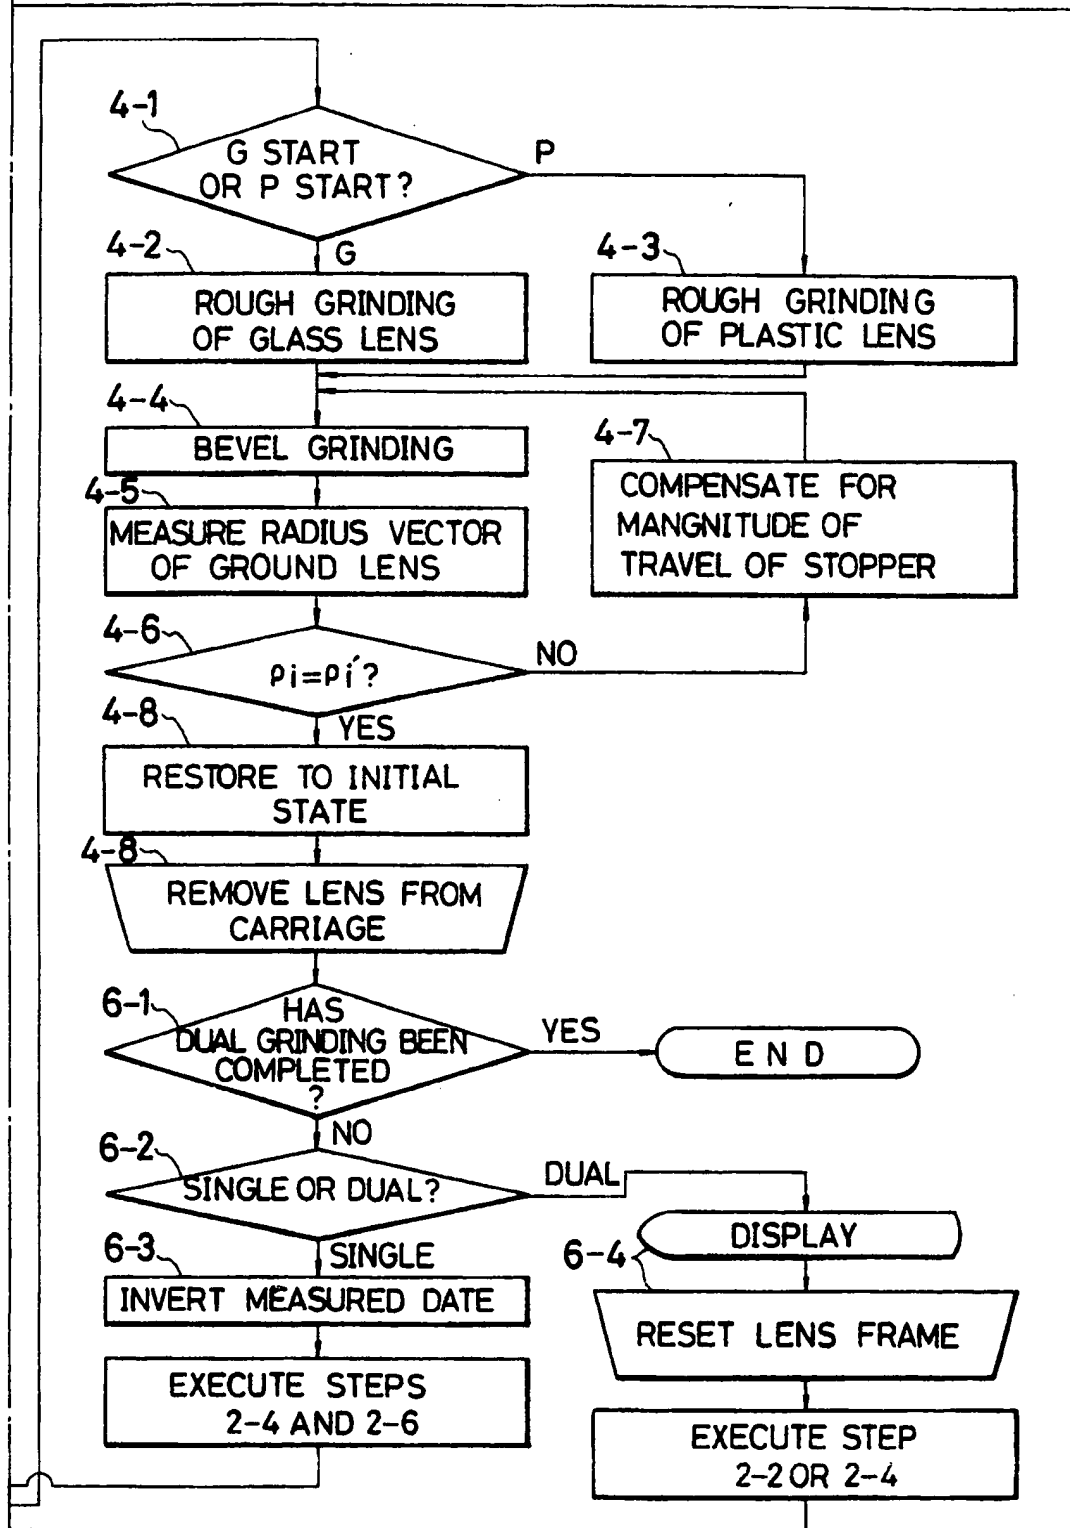 4-1
G START
OR P START?
P
G
4-2
ROUGH GRINDING
OF GLASS LENS
4-3
ROUGH GRINDING
OF PLASTIC LENS
4-4
BEVEL GRINDING
4-5
MEASURE RADIUS VECTOR
OF GROUND LENS
4-7
COMPENSATE FOR
MANGNITUDE OF
TRAVEL OF STOPPER
4-6
ρi=ρi′?
NO
YES
4-8
RESTORE TO INITIAL
STATE
4-8
REMOVE LENS FROM
CARRIAGE
6-1
HAS
DUAL GRINDING BEEN
COMPLETED
?
YES
END
NO
6-2
SINGLE OR DUAL?
DUAL
SINGLE
6-3
INVERT MEASURED DATE
EXECUTE STEPS
2-4 AND 2-6
DISPLAY
6-4
RESET LENS FRAME
EXECUTE STEP
2-2 OR 2-4